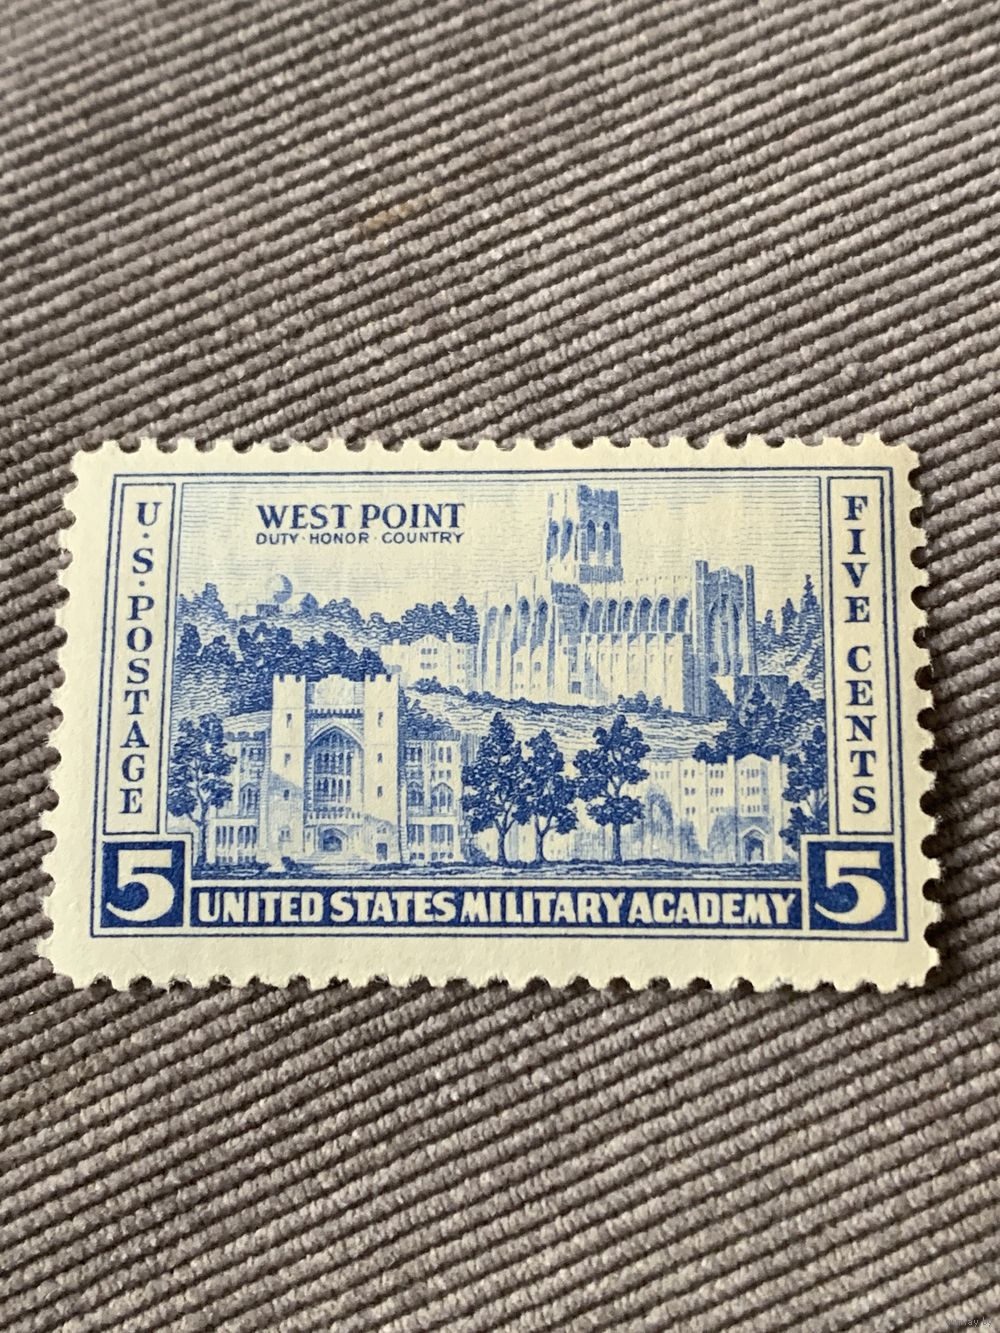 WEST POINT
DUTY · HONOR · COUNTRY
U.S. POSTAGE
FIVE CENTS
5 UNITED STATES MILITARY ACADEMY 5